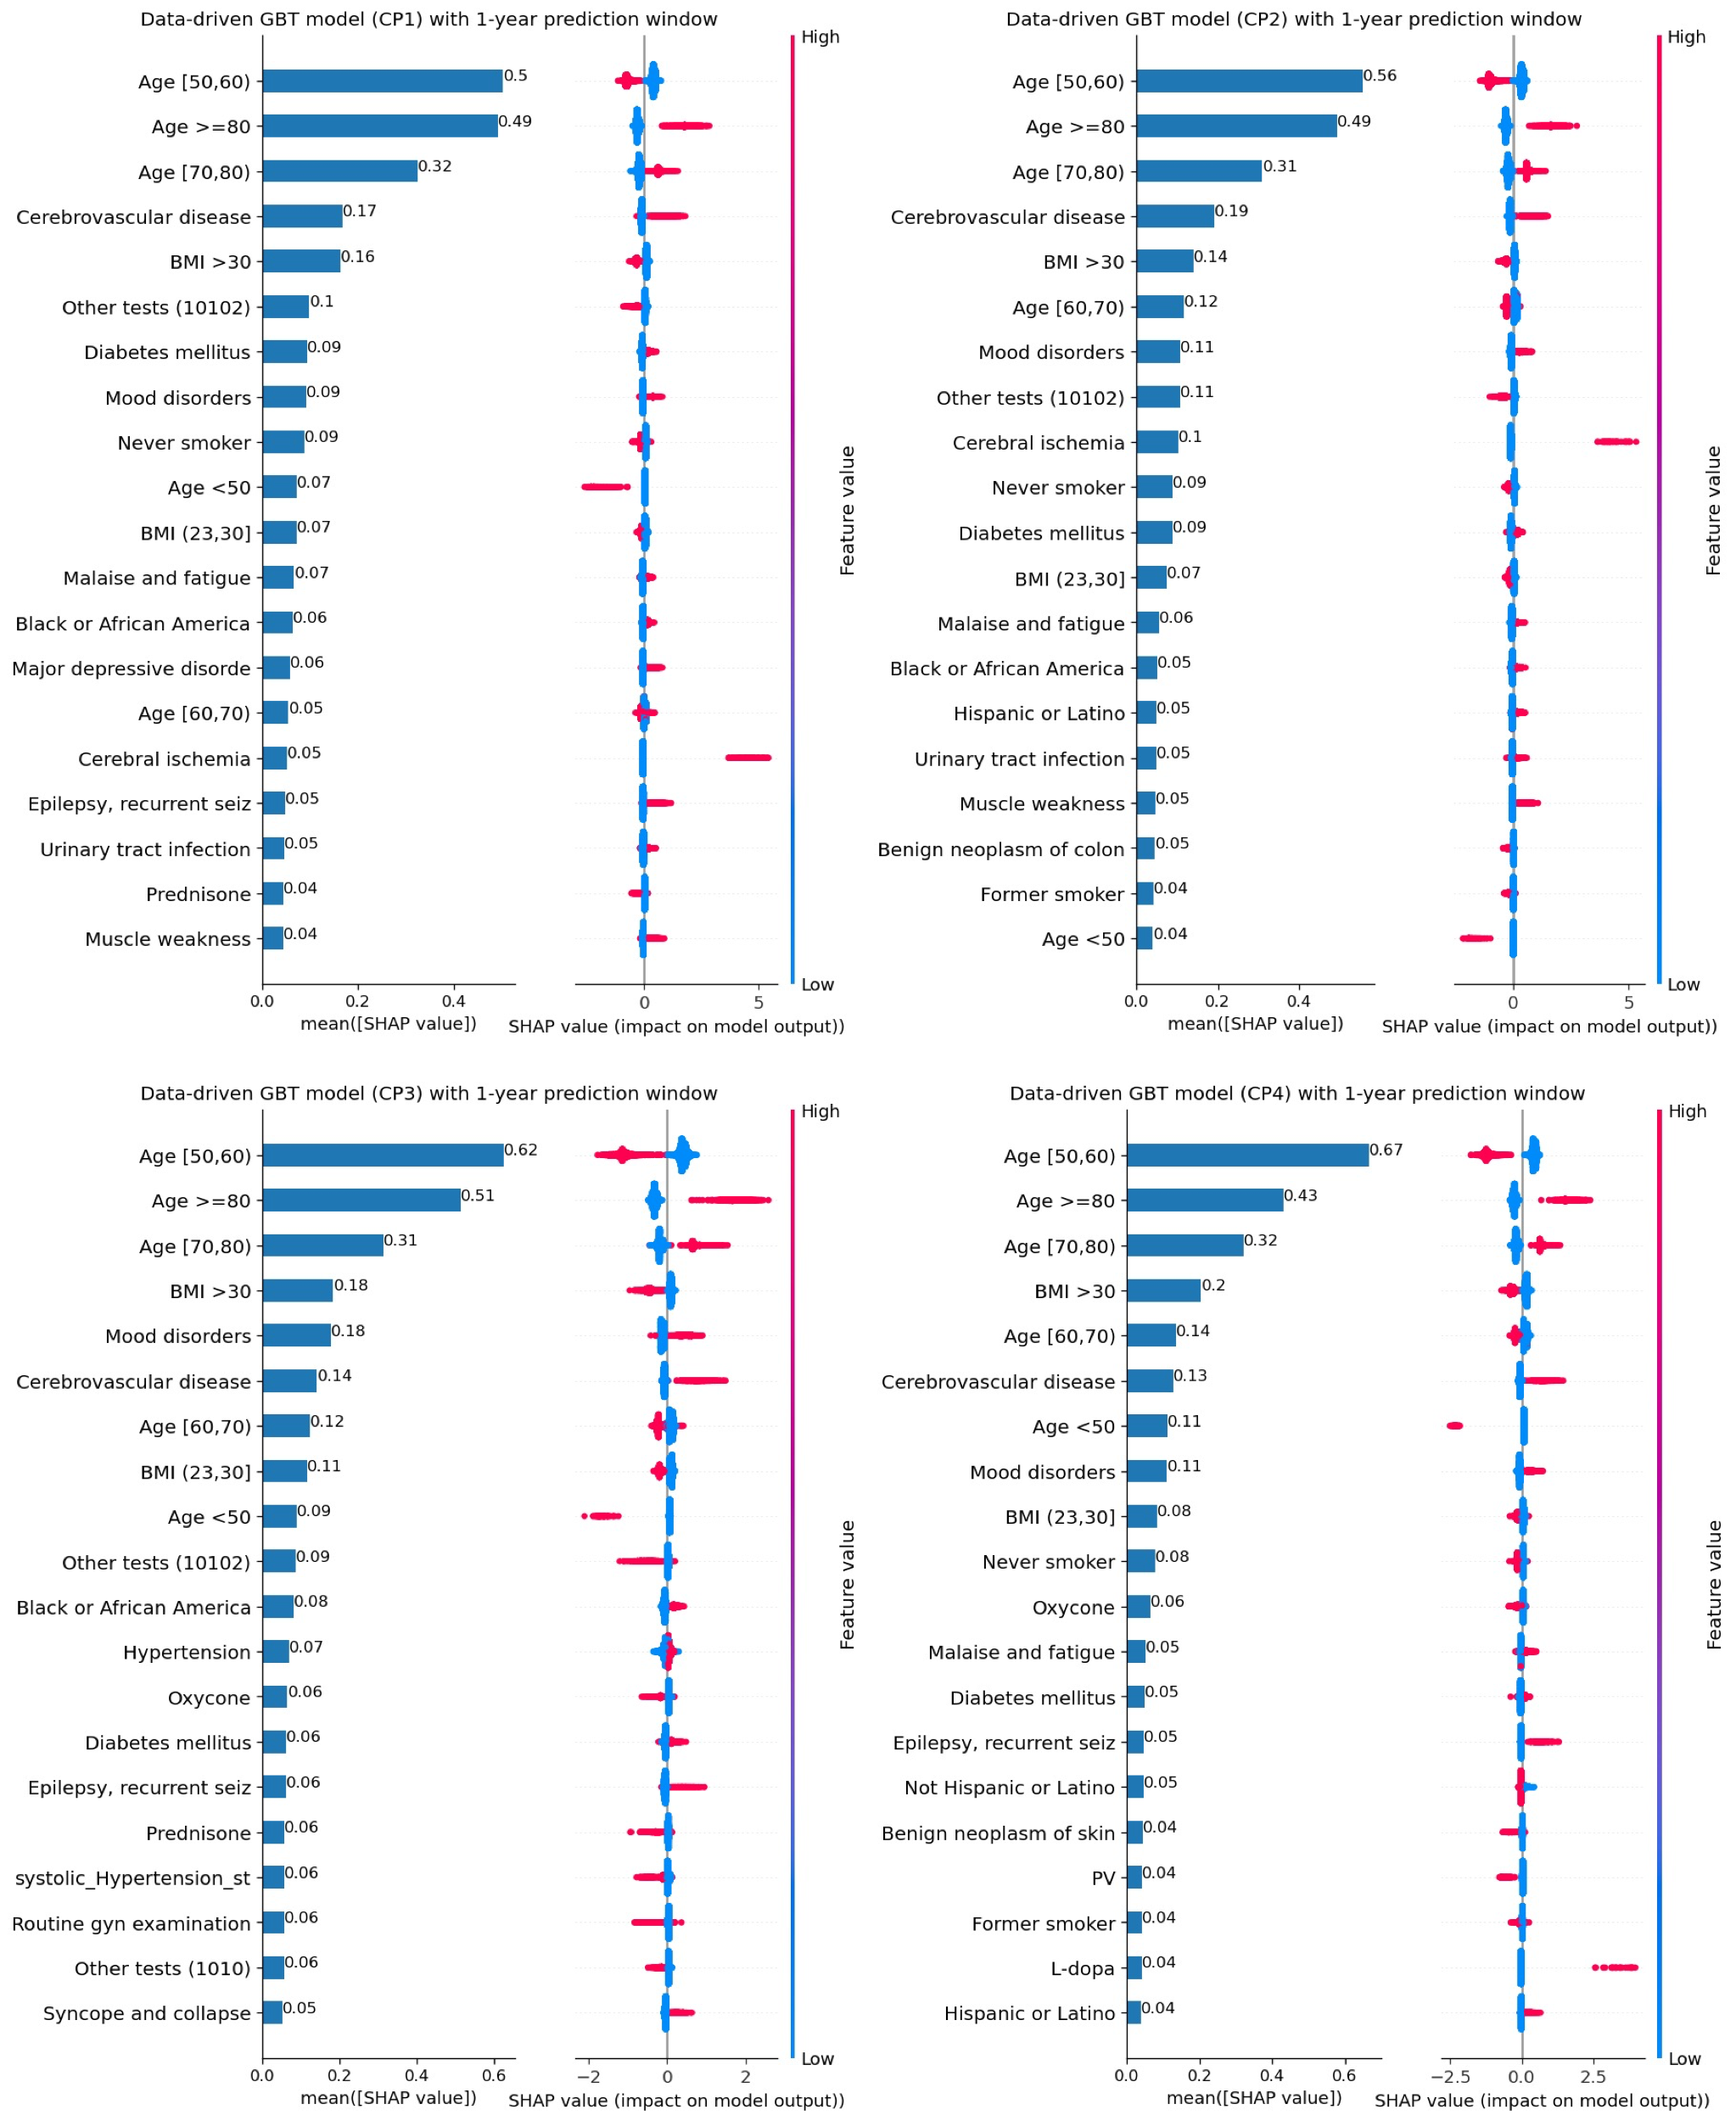 Data-driven GBT model (CP1) with 1-year prediction window
High
Age [50,60) 0.5
Age >=80 0.49
Age [70,80) 0.32
Cerebrovascular disease 0.17
BMI >30 0.16
Other tests (10102) 0.1
Diabetes mellitus 0.09
Mood disorders 0.09
Never smoker 0.09
Age <50 0.07
BMI (23,30] 0.07
Malaise and fatigue 0.07
Black or African America 0.06
Major depressive disorde 0.06
Age [60,70) 0.05
Cerebral ischemia 0.05
Epilepsy, recurrent seiz 0.05
Urinary tract infection 0.05
Prednisone 0.04
Muscle weakness 0.04
Feature value
Low
0.0 0.2 0.4 0 5
mean([SHAP value]) SHAP value (impact on model output))
Data-driven GBT model (CP2) with 1-year prediction window
High
Age [50,60) 0.56
Age >=80 0.49
Age [70,80) 0.31
Cerebrovascular disease 0.19
BMI >30 0.14
Age [60,70) 0.12
Mood disorders 0.11
Other tests (10102) 0.11
Cerebral ischemia 0.1
Never smoker 0.09
Diabetes mellitus 0.09
BMI (23,30] 0.07
Malaise and fatigue 0.06
Black or African America 0.05
Hispanic or Latino 0.05
Urinary tract infection 0.05
Muscle weakness 0.05
Benign neoplasm of colon 0.05
Former smoker 0.04
Age <50 0.04
Feature value
Low
0.0 0.2 0.4 0 5
mean([SHAP value]) SHAP value (impact on model output))
Data-driven GBT model (CP3) with 1-year prediction window
High
Age [50,60) 0.62
Age >=80 0.51
Age [70,80) 0.31
BMI >30 0.18
Mood disorders 0.18
Cerebrovascular disease 0.14
Age [60,70) 0.12
BMI (23,30] 0.11
Age <50 0.09
Other tests (10102) 0.09
Black or African America 0.08
Hypertension 0.07
Oxycone 0.06
Diabetes mellitus 0.06
Epilepsy, recurrent seiz 0.06
Prednisone 0.06
systolic_Hypertension_st 0.06
Routine gyn examination 0.06
Other tests (1010) 0.06
Syncope and collapse 0.05
Feature value
Low
0.0 0.2 0.4 0.6 −2 0 2
mean([SHAP value]) SHAP value (impact on model output))
Data-driven GBT model (CP4) with 1-year prediction window
High
Age [50,60) 0.67
Age >=80 0.43
Age [70,80) 0.32
BMI >30 0.2
Age [60,70) 0.14
Cerebrovascular disease 0.13
Age <50 0.11
Mood disorders 0.11
BMI (23,30] 0.08
Never smoker 0.08
Oxycone 0.06
Malaise and fatigue 0.05
Diabetes mellitus 0.05
Epilepsy, recurrent seiz 0.05
Not Hispanic or Latino 0.05
Benign neoplasm of skin 0.04
PV 0.04
Former smoker 0.04
L-dopa 0.04
Hispanic or Latino 0.04
Feature value
Low
0.0 0.2 0.4 0.6 −2.5 0.0 2.5
mean([SHAP value]) SHAP value (impact on model output))